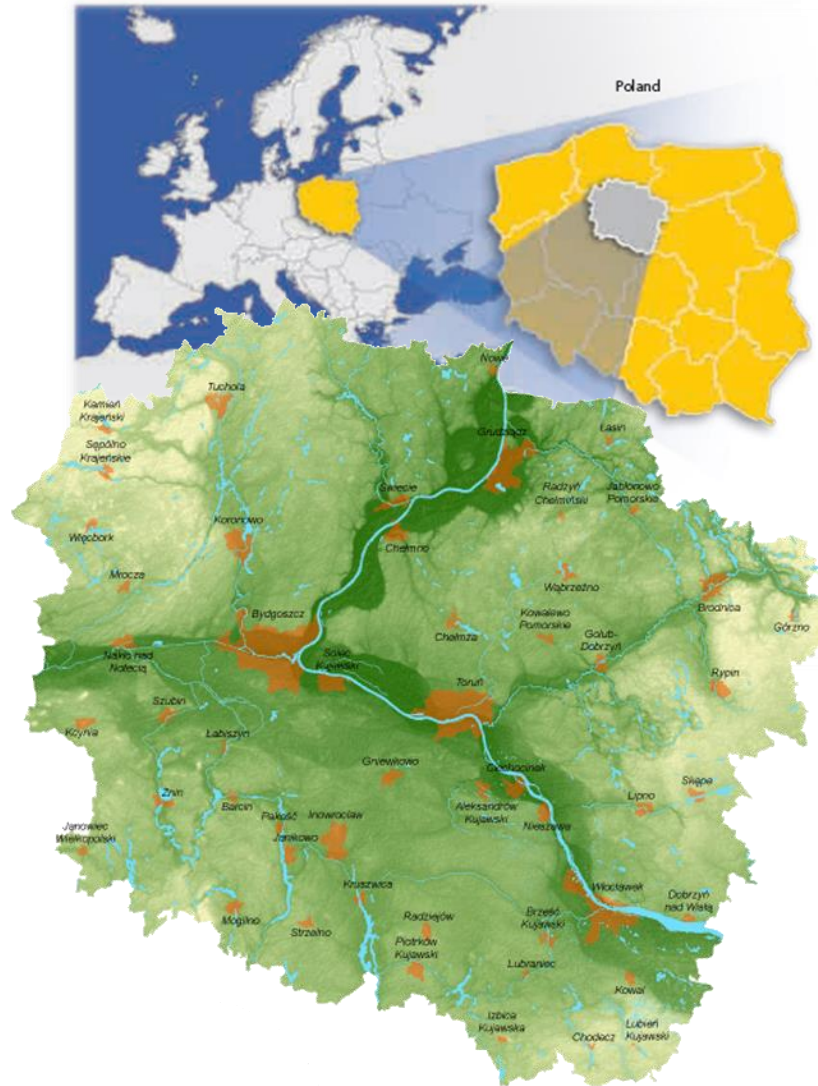 Poland
Nowe
Tuchola
Kamień
Krajeński
Grudziądz
Łasin
Sępólno
Krajeńskie
Świecie
Radzyń
Chełmiński
Jabłonowo
Pomorskie
Koronowo
Więcbork
Chełmno
Mrocza
Wąbrzeźno
Brodnica
Bydgoszcz
Chełmża
Kowalewo
Pomorskie
Górzno
Golub-
Dobrzyń
Nakło nad
Notecią
Solec
Kujawski
Toruń
Rypin
Szubin
Kcynia
Łabiszyn
Gniewkowo
Ciechocinek
Żnin
Barcin
Aleksandrów
Kujawski
Lipno
Skępe
Pakość
Inowrocław
Nieszawa
Janowiec
Wielkopolski
Janikowo
Kruszwica
Włocławek
Dobrzyń
nad Wisłą
Mogilno
Strzelno
Radziejów
Brześć
Kujawski
Piotrków
Kujawski
Lubraniec
Kowal
Izbica
Kujawska
Chodecz
Lubień
Kujawski